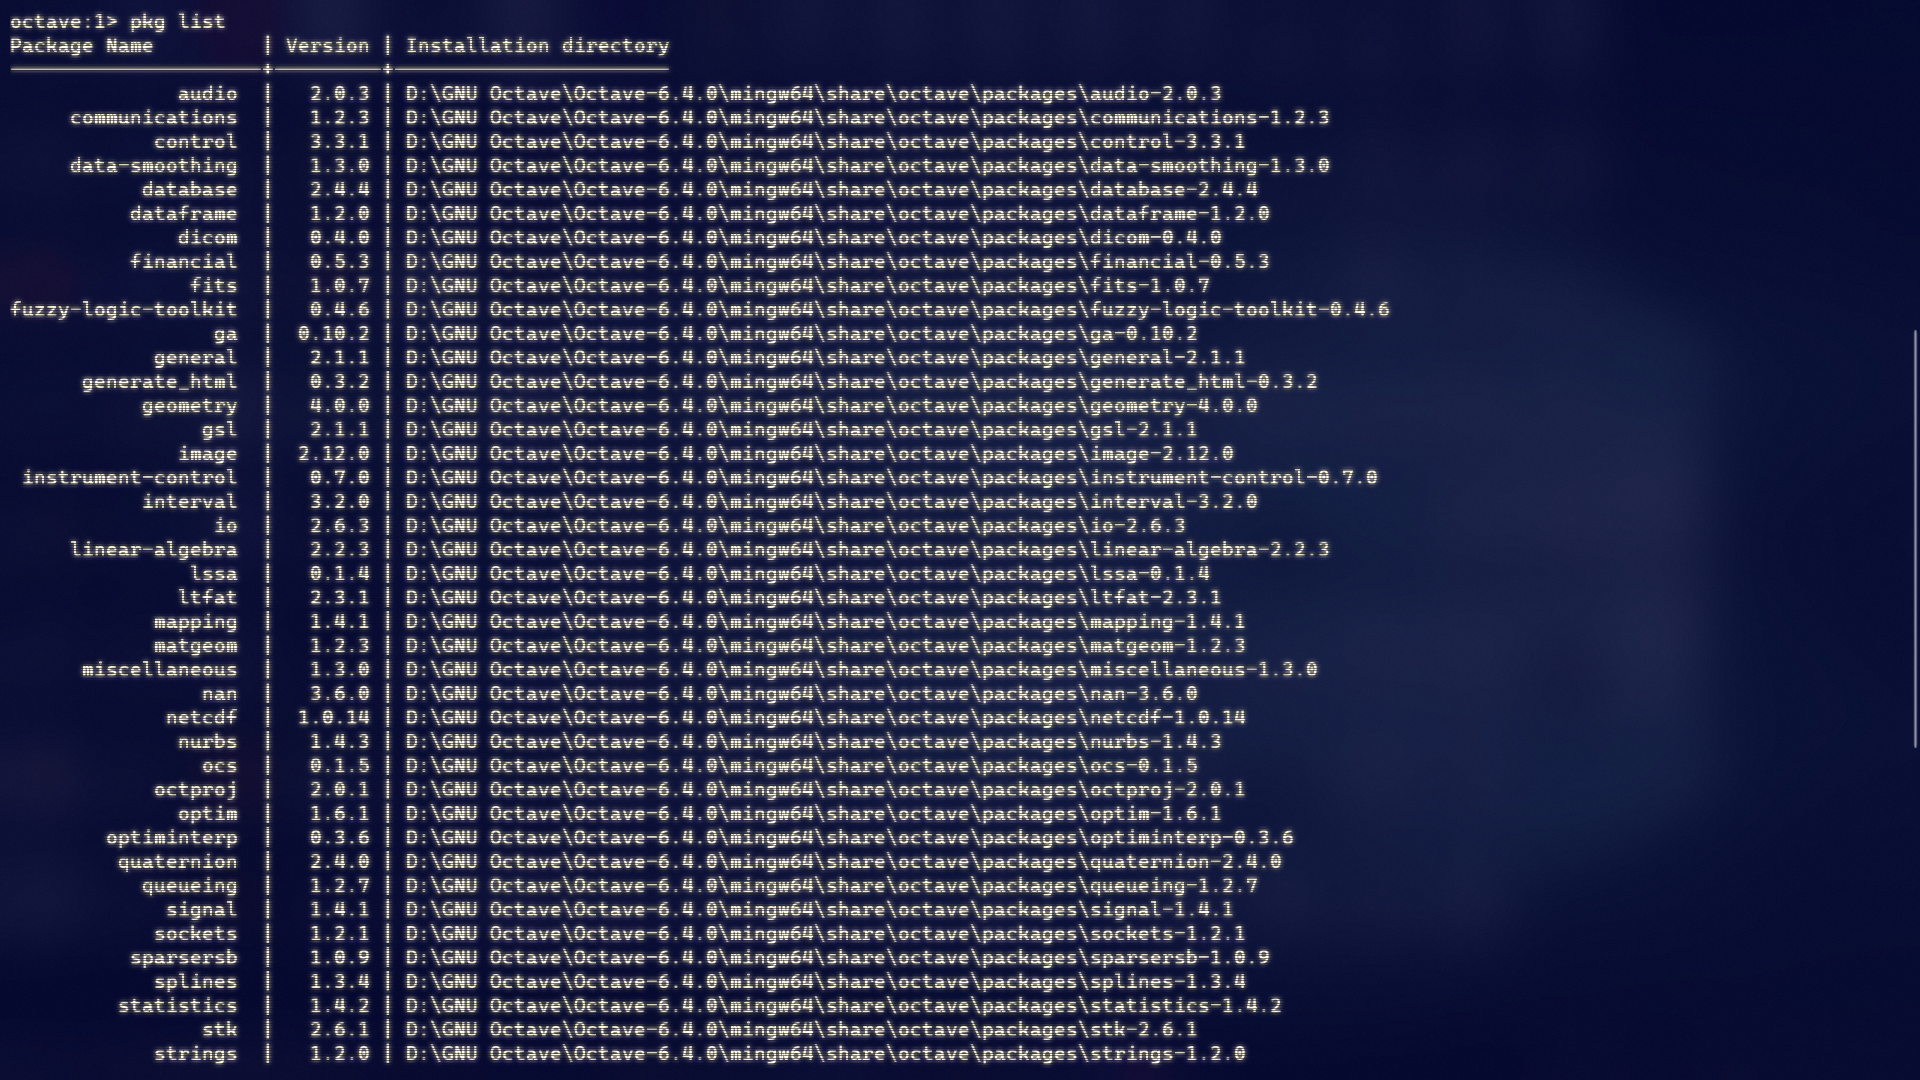 octave:1> pkg list
Package Name         | Version | Installation directory
---------------------+---------+-----------------------
              audio  |   2.0.3 | D:\GNU Octave\Octave-6.4.0\mingw64\share\octave\packages\audio-2.0.3
     communications  |   1.2.3 | D:\GNU Octave\Octave-6.4.0\mingw64\share\octave\packages\communications-1.2.3
            control  |   3.3.1 | D:\GNU Octave\Octave-6.4.0\mingw64\share\octave\packages\control-3.3.1
     data-smoothing  |   1.3.0 | D:\GNU Octave\Octave-6.4.0\mingw64\share\octave\packages\data-smoothing-1.3.0
           database  |   2.4.4 | D:\GNU Octave\Octave-6.4.0\mingw64\share\octave\packages\database-2.4.4
          dataframe  |   1.2.0 | D:\GNU Octave\Octave-6.4.0\mingw64\share\octave\packages\dataframe-1.2.0
              dicom  |   0.4.0 | D:\GNU Octave\Octave-6.4.0\mingw64\share\octave\packages\dicom-0.4.0
          financial  |   0.5.3 | D:\GNU Octave\Octave-6.4.0\mingw64\share\octave\packages\financial-0.5.3
               fits  |   1.0.7 | D:\GNU Octave\Octave-6.4.0\mingw64\share\octave\packages\fits-1.0.7
fuzzy-logic-toolkit  |   0.4.6 | D:\GNU Octave\Octave-6.4.0\mingw64\share\octave\packages\fuzzy-logic-toolkit-0.4.6
                 ga  |  0.10.2 | D:\GNU Octave\Octave-6.4.0\mingw64\share\octave\packages\ga-0.10.2
            general  |   2.1.1 | D:\GNU Octave\Octave-6.4.0\mingw64\share\octave\packages\general-2.1.1
      generate_html  |   0.3.2 | D:\GNU Octave\Octave-6.4.0\mingw64\share\octave\packages\generate_html-0.3.2
           geometry  |   4.0.0 | D:\GNU Octave\Octave-6.4.0\mingw64\share\octave\packages\geometry-4.0.0
                gsl  |   2.1.1 | D:\GNU Octave\Octave-6.4.0\mingw64\share\octave\packages\gsl-2.1.1
              image  |  2.12.0 | D:\GNU Octave\Octave-6.4.0\mingw64\share\octave\packages\image-2.12.0
 instrument-control  |   0.7.0 | D:\GNU Octave\Octave-6.4.0\mingw64\share\octave\packages\instrument-control-0.7.0
           interval  |   3.2.0 | D:\GNU Octave\Octave-6.4.0\mingw64\share\octave\packages\interval-3.2.0
                 io  |   2.6.3 | D:\GNU Octave\Octave-6.4.0\mingw64\share\octave\packages\io-2.6.3
     linear-algebra  |   2.2.3 | D:\GNU Octave\Octave-6.4.0\mingw64\share\octave\packages\linear-algebra-2.2.3
               lssa  |   0.1.4 | D:\GNU Octave\Octave-6.4.0\mingw64\share\octave\packages\lssa-0.1.4
              ltfat  |   2.3.1 | D:\GNU Octave\Octave-6.4.0\mingw64\share\octave\packages\ltfat-2.3.1
            mapping  |   1.4.1 | D:\GNU Octave\Octave-6.4.0\mingw64\share\octave\packages\mapping-1.4.1
            matgeom  |   1.2.3 | D:\GNU Octave\Octave-6.4.0\mingw64\share\octave\packages\matgeom-1.2.3
      miscellaneous  |   1.3.0 | D:\GNU Octave\Octave-6.4.0\mingw64\share\octave\packages\miscellaneous-1.3.0
                nan  |   3.6.0 | D:\GNU Octave\Octave-6.4.0\mingw64\share\octave\packages\nan-3.6.0
             netcdf  |  1.0.14 | D:\GNU Octave\Octave-6.4.0\mingw64\share\octave\packages\netcdf-1.0.14
              nurbs  |   1.4.3 | D:\GNU Octave\Octave-6.4.0\mingw64\share\octave\packages\nurbs-1.4.3
                ocs  |   0.1.5 | D:\GNU Octave\Octave-6.4.0\mingw64\share\octave\packages\ocs-0.1.5
            octproj  |   2.0.1 | D:\GNU Octave\Octave-6.4.0\mingw64\share\octave\packages\octproj-2.0.1
              optim  |   1.6.1 | D:\GNU Octave\Octave-6.4.0\mingw64\share\octave\packages\optim-1.6.1
        optiminterp  |   0.3.6 | D:\GNU Octave\Octave-6.4.0\mingw64\share\octave\packages\optiminterp-0.3.6
         quaternion  |   2.4.0 | D:\GNU Octave\Octave-6.4.0\mingw64\share\octave\packages\quaternion-2.4.0
           queueing  |   1.2.7 | D:\GNU Octave\Octave-6.4.0\mingw64\share\octave\packages\queueing-1.2.7
             signal  |   1.4.1 | D:\GNU Octave\Octave-6.4.0\mingw64\share\octave\packages\signal-1.4.1
            sockets  |   1.2.1 | D:\GNU Octave\Octave-6.4.0\mingw64\share\octave\packages\sockets-1.2.1
          sparsersb  |   1.0.9 | D:\GNU Octave\Octave-6.4.0\mingw64\share\octave\packages\sparsersb-1.0.9
            splines  |   1.3.4 | D:\GNU Octave\Octave-6.4.0\mingw64\share\octave\packages\splines-1.3.4
         statistics  |   1.4.2 | D:\GNU Octave\Octave-6.4.0\mingw64\share\octave\packages\statistics-1.4.2
                stk  |   2.6.1 | D:\GNU Octave\Octave-6.4.0\mingw64\share\octave\packages\stk-2.6.1
            strings  |   1.2.0 | D:\GNU Octave\Octave-6.4.0\mingw64\share\octave\packages\strings-1.2.0